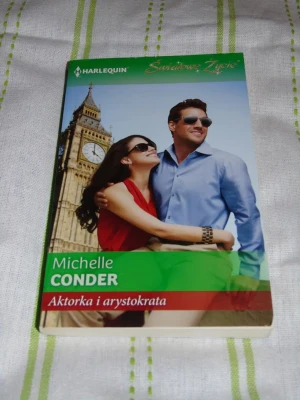 HARLEQUIN
Światowe Życie
Michelle
CONDER
Aktorka i arystokrata